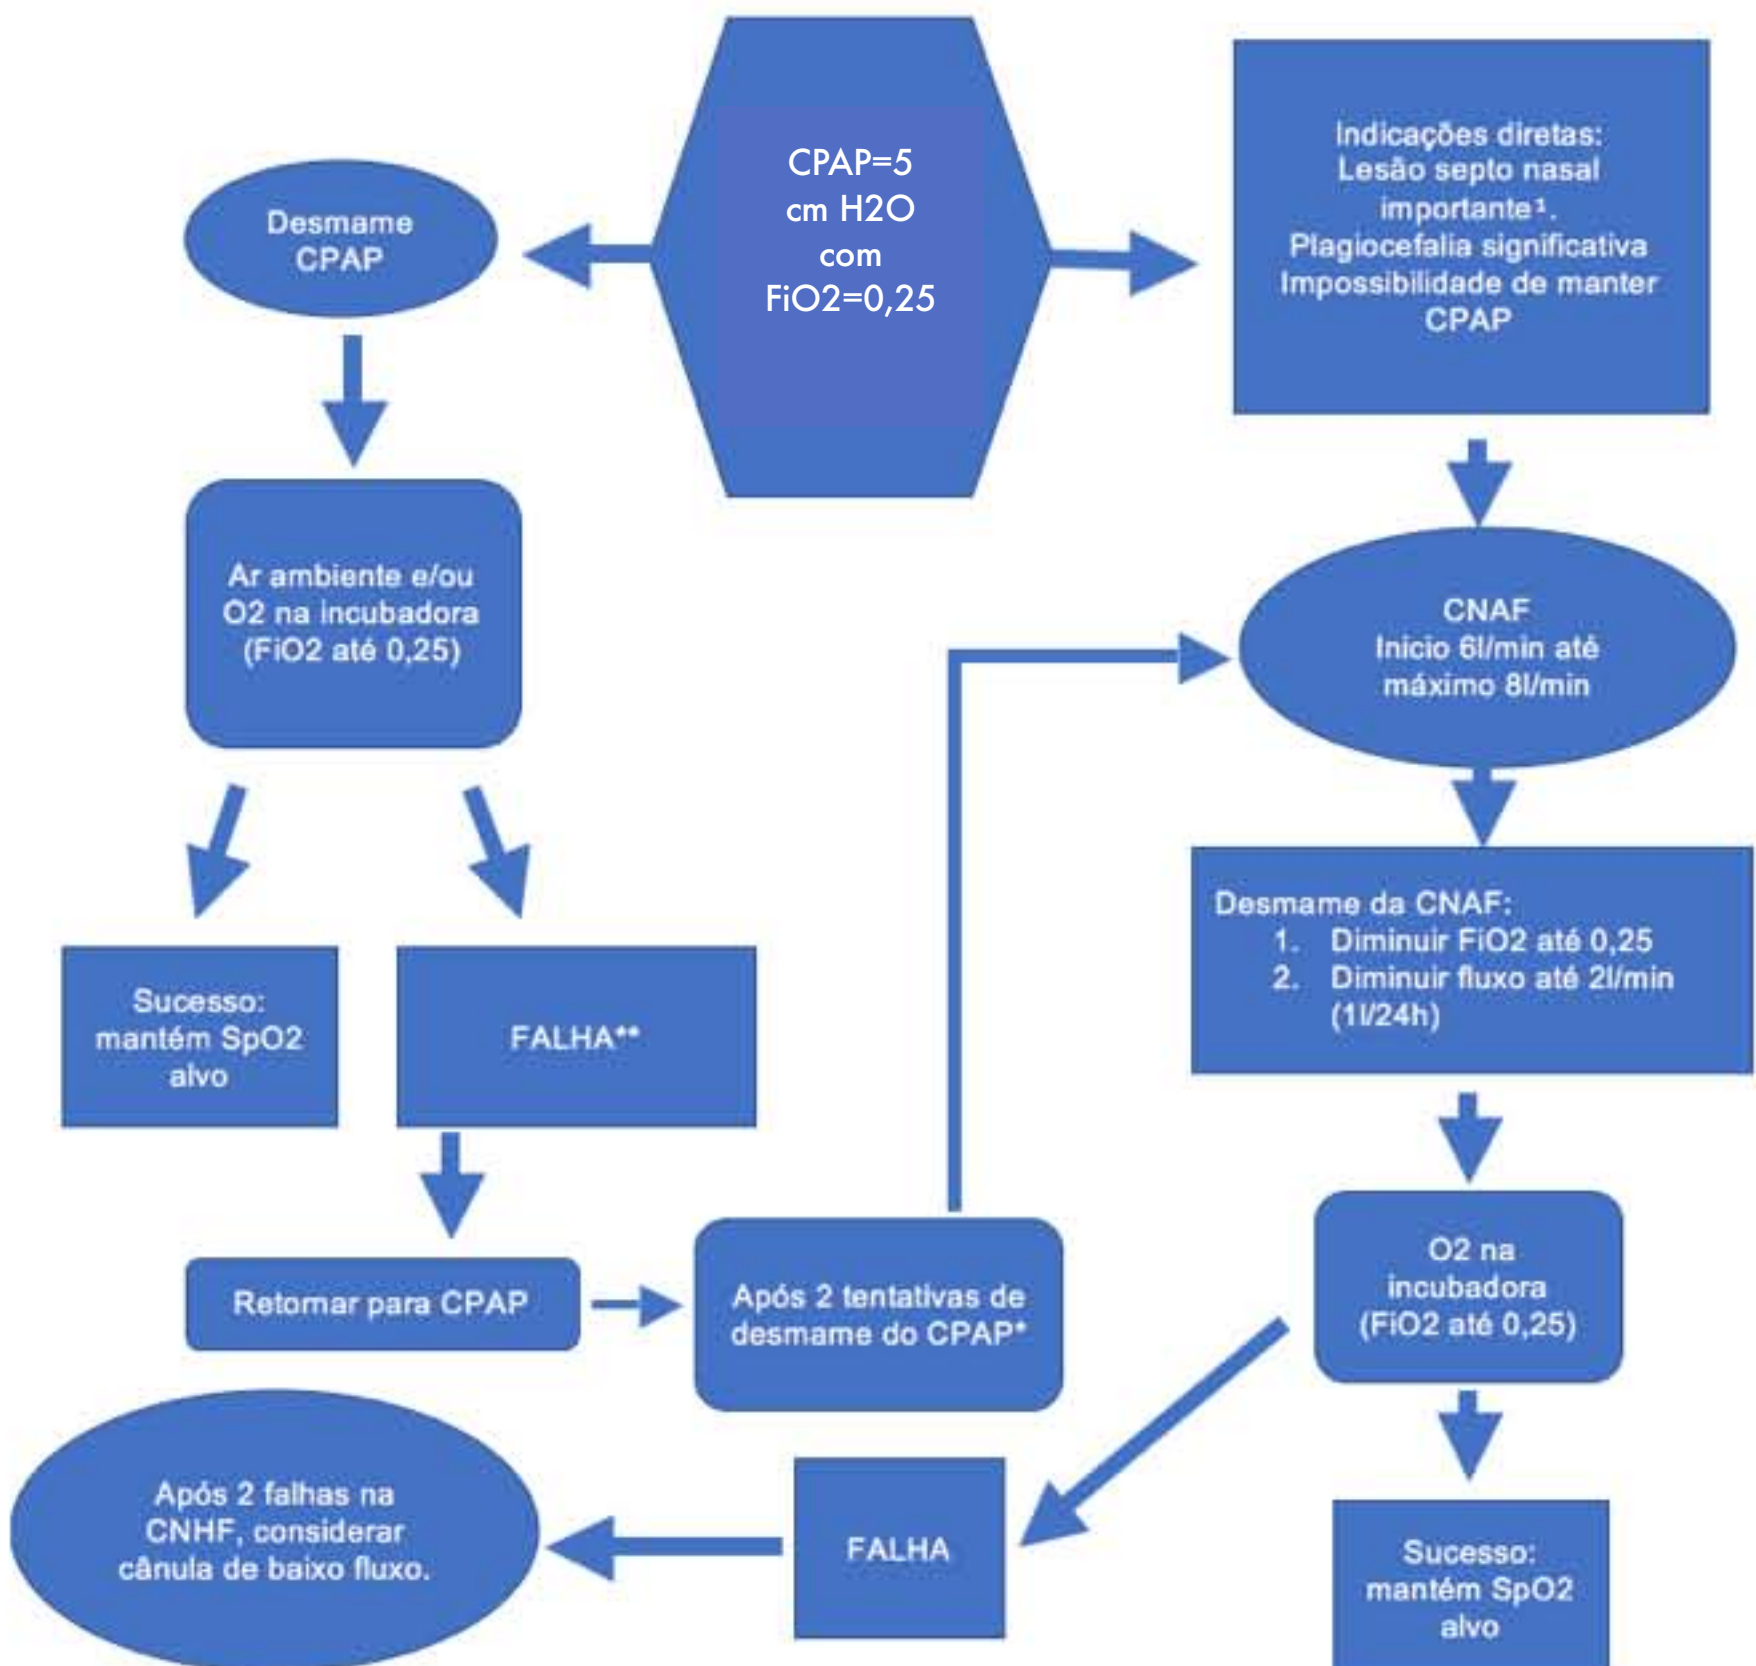 CPAP=5
cm H2O
com
FiO2=0,25
Desmame
CPAP
Indicações diretas:
Lesão septo nasal
importante¹.
Plagiocefalia significativa
Impossibilidade de manter
CPAP
Ar ambiente e/ou
O2 na incubadora
(FiO2 até 0,25)
CNAF
Inicio 6l/min até
máximo 8l/min
Sucesso:
mantém SpO2
alvo
FALHA**
Desmame da CNAF:
1. Diminuir FiO2 até 0,25
2. Diminuir fluxo até 2l/min
(1l/24h)
Retornar para CPAP
Após 2 tentativas de
desmame do CPAP*
O2 na
incubadora
(FiO2 até 0,25)
Após 2 falhas na
CNHF, considerar
cânula de baixo fluxo.
FALHA
Sucesso:
mantém SpO2
alvo